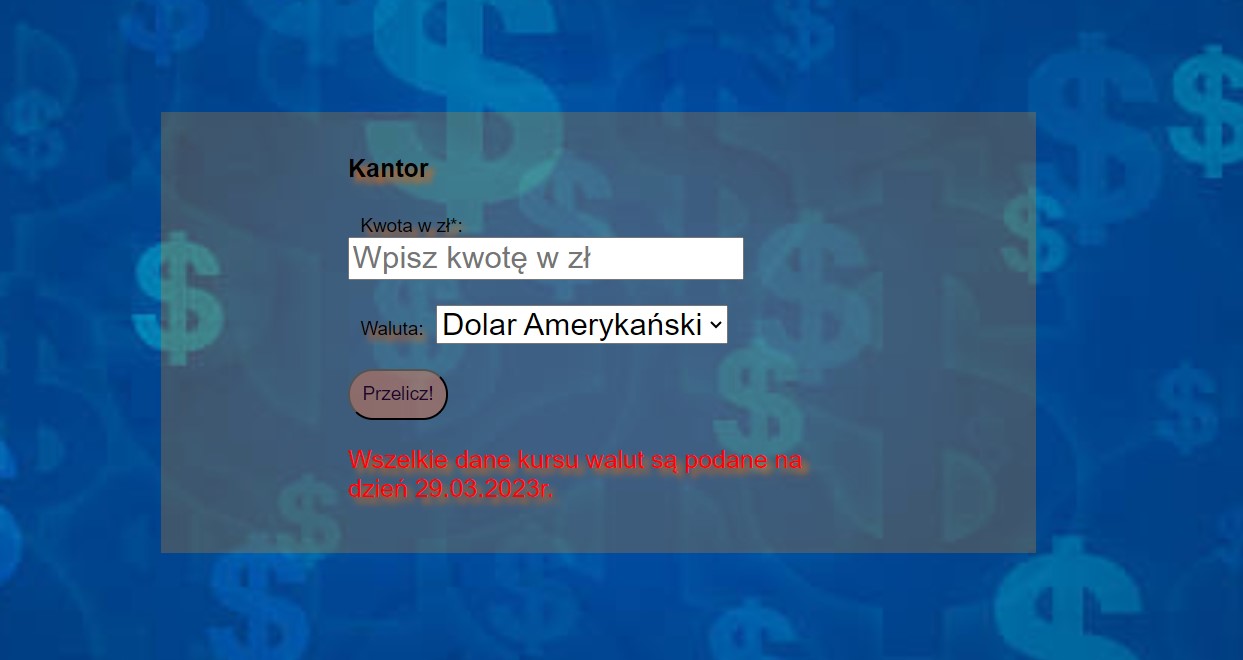 Kantor
Kwota w zł*:
Wpisz kwotę w zł
Waluta: Dolar Amerykański
Przelicz!
Wszelkie dane kursu walut są podane na
dzień 29.03.2023r.